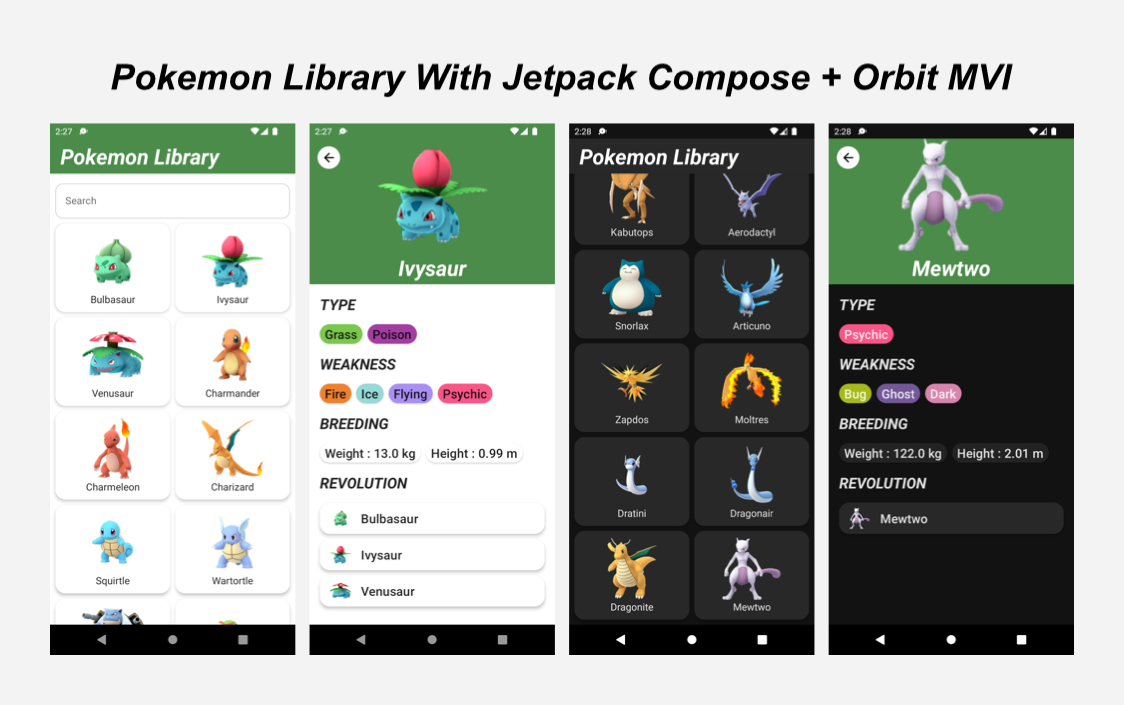 Pokemon Library With Jetpack Compose + Orbit MVI
2:27
Pokemon Library
Search
Bulbasaur
Ivysaur
Venusaur
Charmander
Charmeleon
Charizard
Squirtle
Wartortle
2:27
Ivysaur
TYPE
Grass Poison
WEAKNESS
Fire Ice Flying Psychic
BREEDING
Weight : 13.0 kg Height : 0.99 m
REVOLUTION
Bulbasaur
Ivysaur
Venusaur
2:28
Pokemon Library
Kabutops
Aerodactyl
Snorlax
Articuno
Zapdos
Moltres
Dratini
Dragonair
Dragonite
Mewtwo
2:28
Mewtwo
TYPE
Psychic
WEAKNESS
Bug Ghost Dark
BREEDING
Weight : 122.0 kg Height : 2.01 m
REVOLUTION
Mewtwo